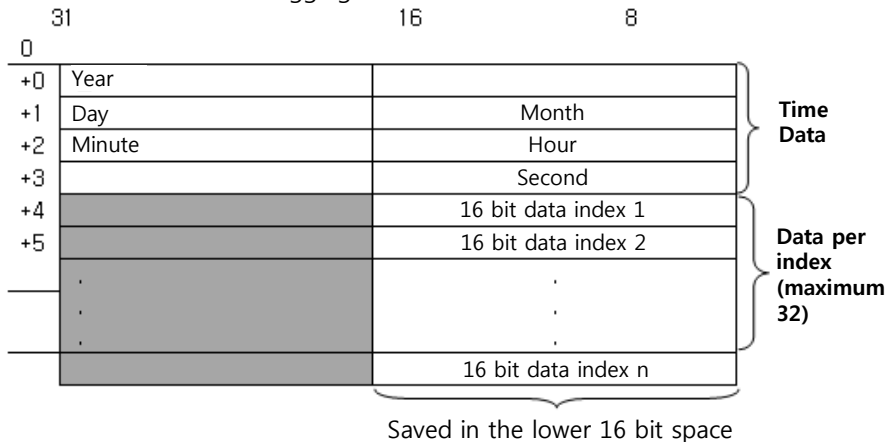 31 16 8
0
+0 Year
+1 Day Month
+2 Minute Hour
+3 Second
Time
Data
+4 16 bit data index 1
+5 16 bit data index 2
Data per
index
(maximum
32)
16 bit data index n
Saved in the lower 16 bit space